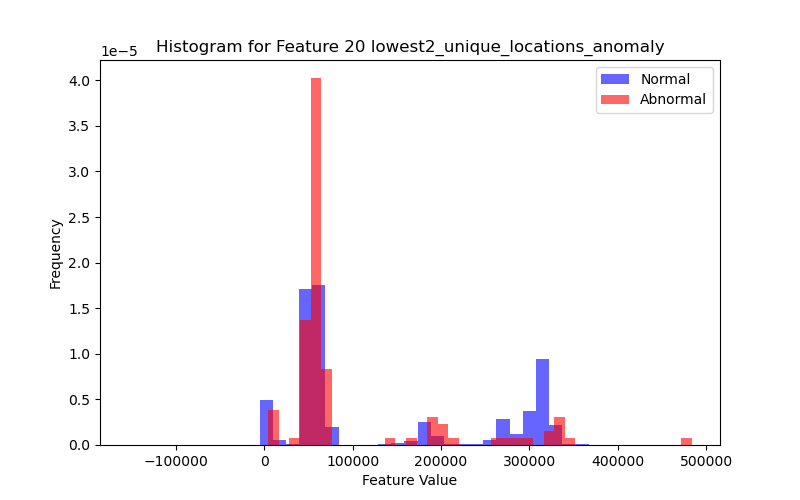 Histogram for Feature 20 lowest2_unique_locations_anomaly
1e−5
Normal
Abnormal
4.0
3.5
3.0
2.5
2.0
1.5
1.0
0.5
0.0
Frequency
−100000 0 100000 200000 300000 400000 500000
Feature Value